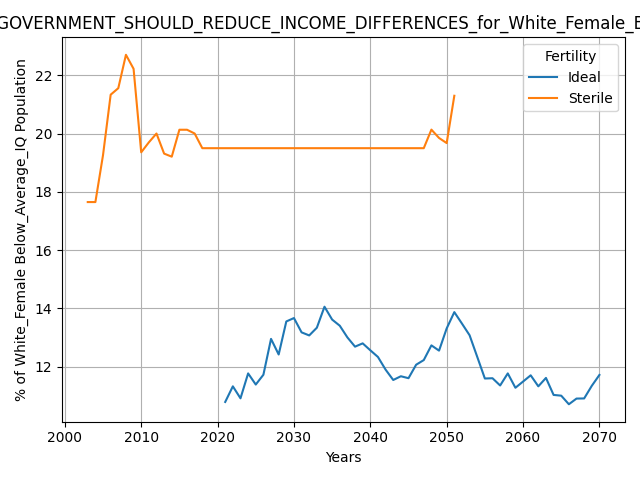 GOVERNMENT_SHOULD_REDUCE_INCOME_DIFFERENCES_for_White_Female_B
Fertility
Ideal
Sterile
% of White_Female Below_Average_IQ Population
22
20
18
16
14
12
2000 2010 2020 2030 2040 2050 2060 2070
Years